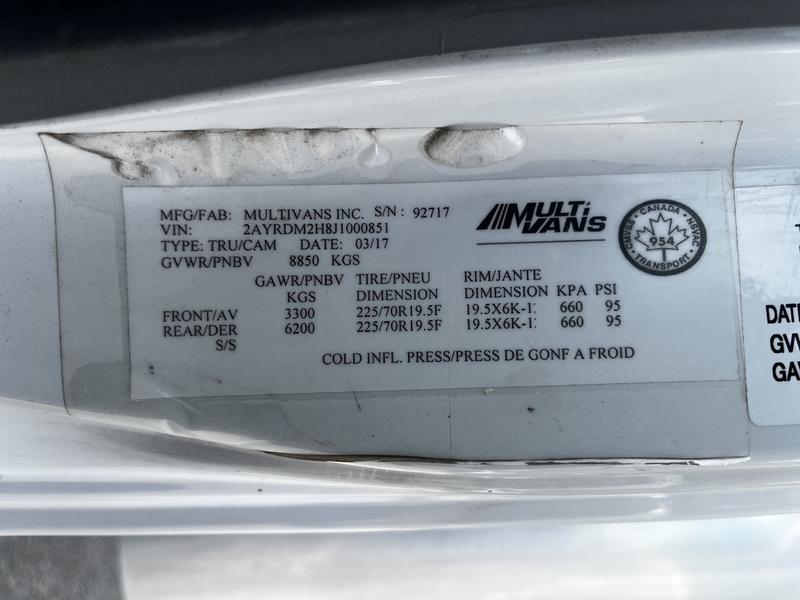 MFG/FAB: MULTIVANS INC. S/N : 92717
VIN: 2AYRDM2H8J1000851
TYPE: TRU/CAM DATE: 03/17
GVWR/PNBV 8850 KGS
MULTi VANS
CANADA
CMVSS NSVAC
954
TRANSPORT
GAWR/PNBV TIRE/PNEU RIM/JANTE
KGS DIMENSION DIMENSION KPA PSI
FRONT/AV 3300 225/70R19.5F 19.5X6K-1 660 95
REAR/DER 6200 225/70R19.5F 19.5X6K-1 660 95
S/S
COLD INFL. PRESS/PRESS DE GONF A FROID
DATE